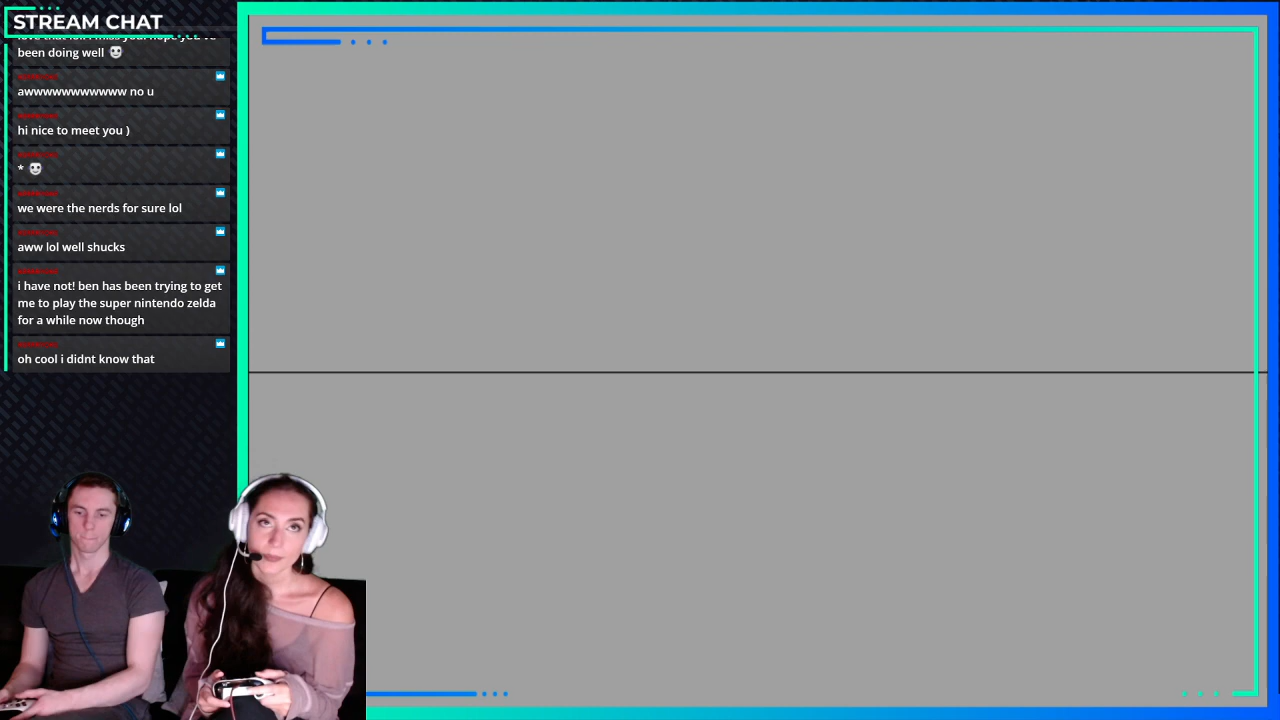 STREAM CHAT
been doing well
awwwwwwwwwww no u
hi nice to meet you )
*
we were the nerds for sure lol
aww lol well shucks
i have not! ben has been trying to get
me to play the super nintendo zelda
for a while now though
oh cool i didnt know that